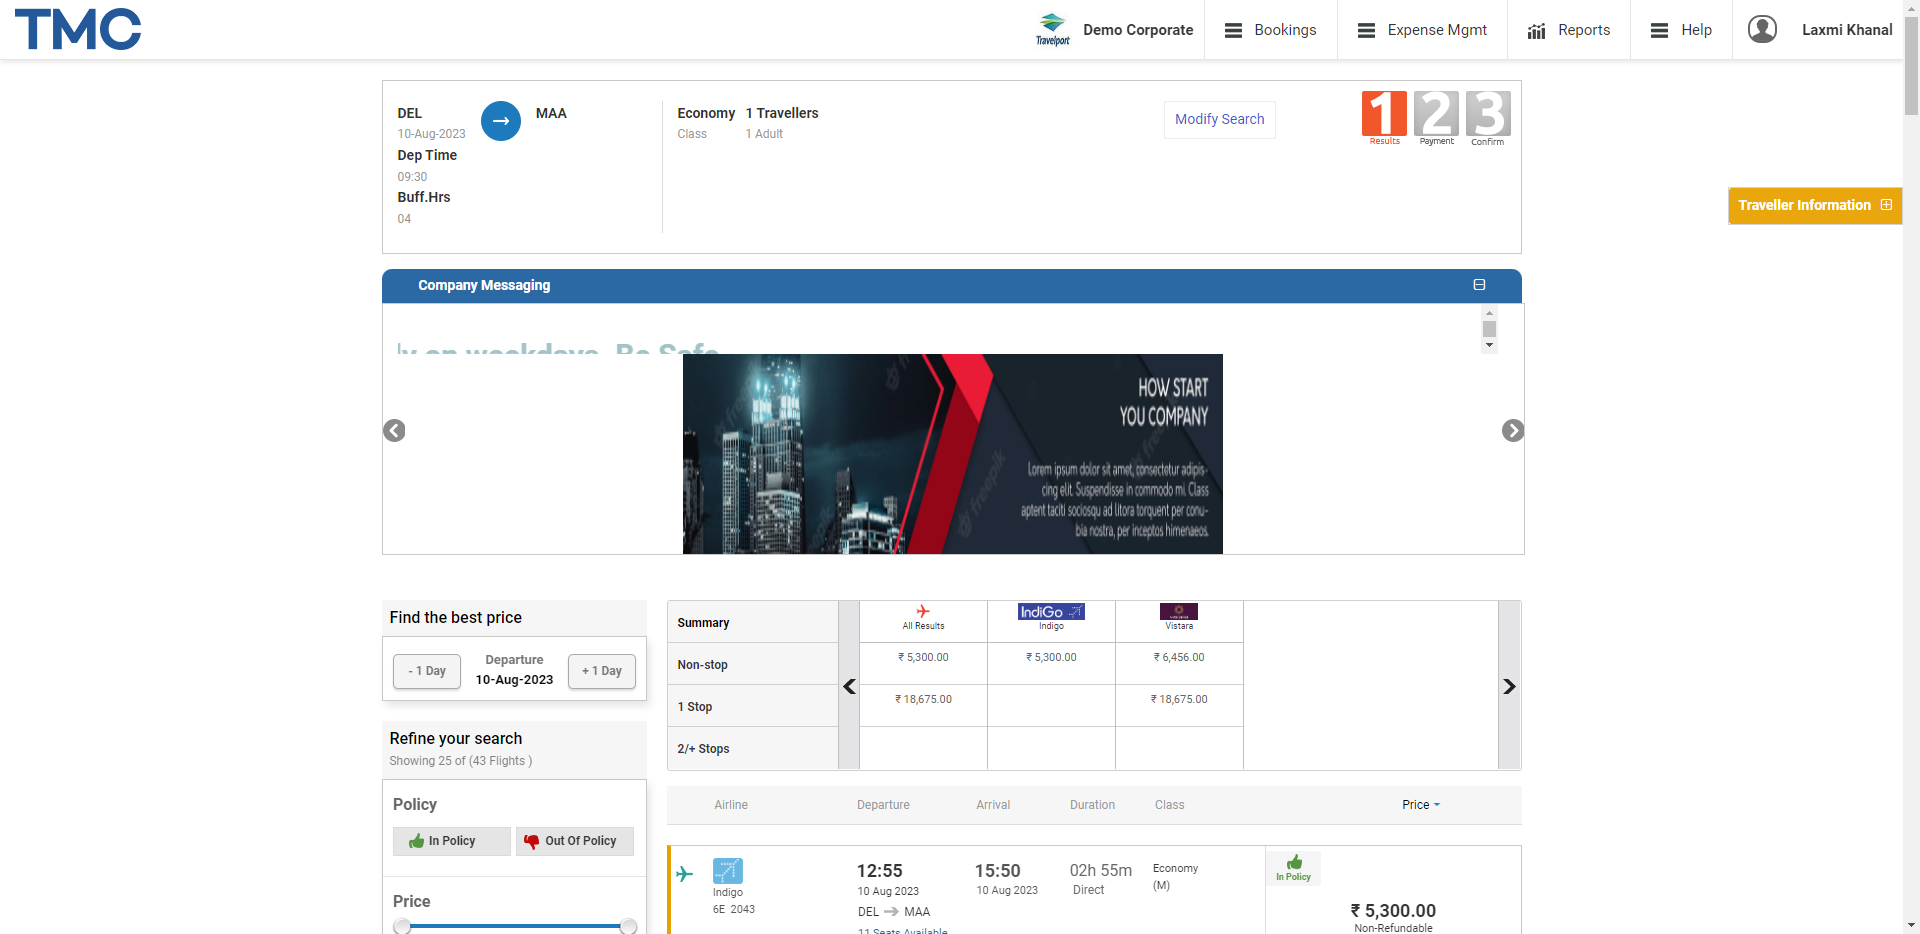 TMC
Travelport
Demo Corporate
Bookings
Expense Mgmt
Reports
Help
Laxmi Khanal
DEL
10-Aug-2023
Dep Time
09:30
Buff.Hrs
04
MAA
Economy
Class
1 Travellers
1 Adult
Modify Search
1
Results
2
Payment
3
Confirm
Traveller Information
Company Messaging
y on weekdays. Be Safe
HOW START
YOU COMPANY
Lorem ipsum dolor sit amet, consectetur adipis-
cing elit. Suspendisse in commodo mi. Class
aptent taciti sociosqu ad litora torquent per conu-
bia nostra, per inceptos himenaeos.
freepik
Find the best price
- 1 Day
Departure
10-Aug-2023
+ 1 Day
Refine your search
Showing 25 of (43 Flights )
Policy
In Policy
Out Of Policy
Price
Summary
All Results
IndiGo
Indigo
Vistara
Non-stop
₹ 5,300.00
₹ 5,300.00
₹ 6,456.00
1 Stop
₹ 18,675.00
₹ 18,675.00
2/+ Stops
Airline
Departure
Arrival
Duration
Class
Price
Indigo
6E 2043
12:55
10 Aug 2023
DEL
MAA
11 Seats Available
15:50
10 Aug 2023
02h 55m
Direct
Economy
(M)
In Policy
₹ 5,300.00
Non-Refundable